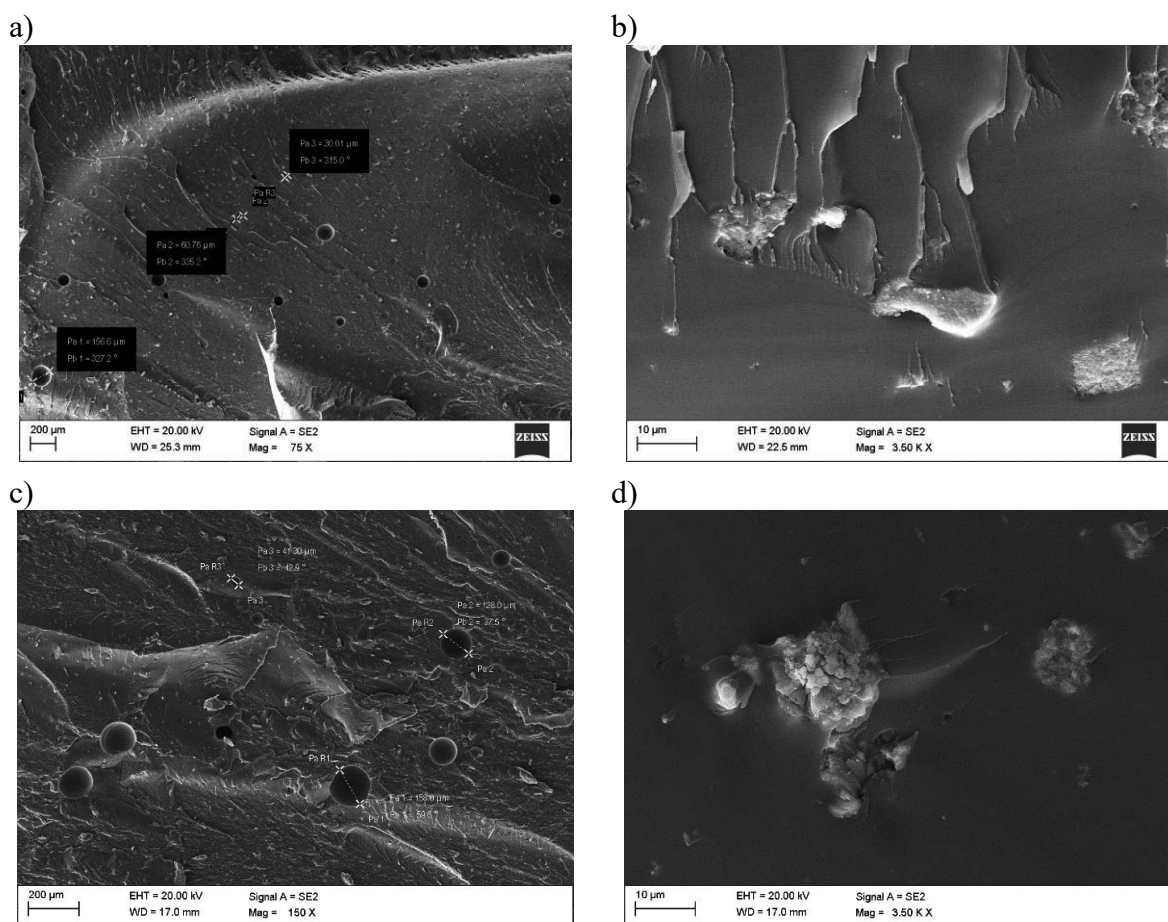 a)
Pa 3 = 30.01 µm
Pb 3 = 315.0 °
Pa R3
Pa 2
Pa 2 = 60.76 µm
Pb 2 = 335.2 °
Pa 1 = 156.6 µm
Pb 1 = 327.2 °
200 µm
EHT = 20.00 kV
WD = 25.3 mm
Signal A = SE2
Mag = 75 X
ZEISS
b)
10 µm
EHT = 20.00 kV
WD = 22.5 mm
Signal A = SE2
Mag = 3.50 K X
ZEISS
c)
Pa 3 = 41.30 µm
Pb 3 = 42.9 °
Pa R3
Pa 3
Pa 2 = 128.0 µm
Pb 2 = 37.5 °
Pa R2
Pa 2
Pa R1
Pa 1
200 µm
EHT = 20.00 kV
WD = 17.0 mm
Signal A = SE2
Mag = 150 X
d)
10 µm
EHT = 20.00 kV
WD = 17.0 mm
Signal A = SE2
Mag = 3.50 K X